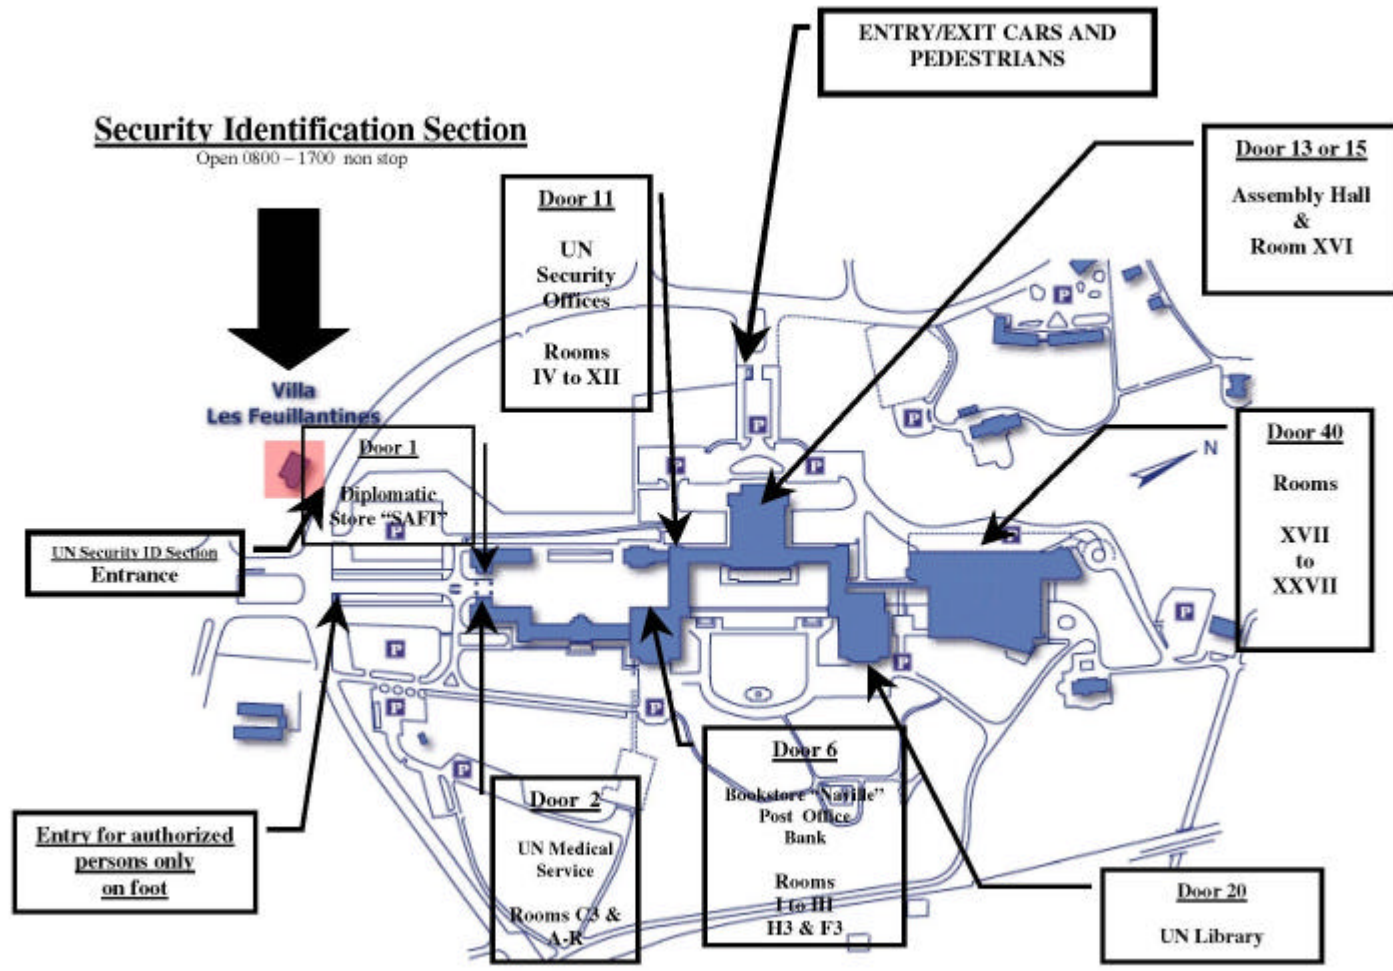 ENTRY/EXIT CARS AND
PEDESTRIANS
Security Identification Section
Open 0800 – 1700 non stop
Door 13 or 15
Assembly Hall
&
Room XVI
Door 11
UN
Security
Offices
Rooms
IV to XII
Villa
Les Feuillantines
Door 1
Diplomatic
Store "SAFI"
UN Security ID Section
Entrance
Door 40
Rooms
XVII
to
XXVII
N
P
P
P
P
P
P
P
P
P
P
P
P
P
Entry for authorized
persons only
on foot
Door 2
UN Medical
Service
Rooms C3 &
A-R
Door 6
Bookstore "Naville"
Post Office
Bank
Rooms
I to III
H3 & F3
Door 20
UN Library